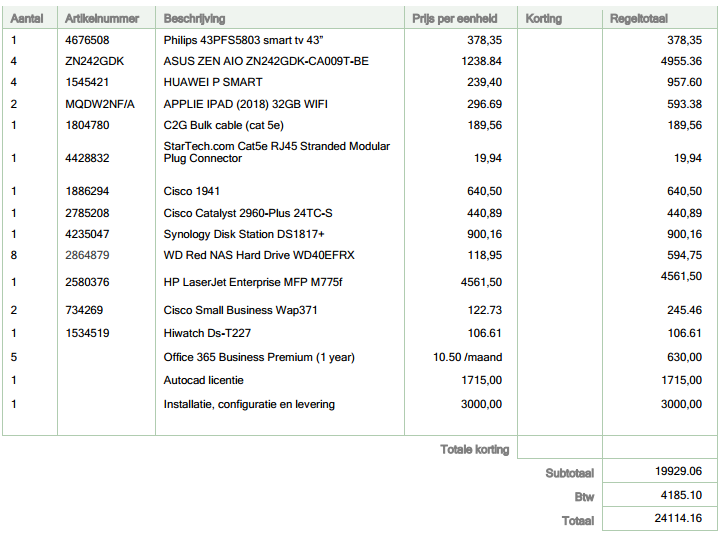 Aantal Artikelnummer Beschrijving Prijs per eenheid Korting Regeltotaal
1 4676508 Philips 43PFS5803 smart tv 43” 378,35 378,35
4 ZN242GDK ASUS ZEN AIO ZN242GDK-CA009T-BE 1238.84 4955.36
4 1545421 HUAWEI P SMART 239,40 957.60
2 MQDW2NF/A APPLIE IPAD (2018) 32GB WIFI 296.69 593.38
1 1804780 C2G Bulk cable (cat 5e) 189,56 189,56
1 4428832 StarTech.com Cat5e RJ45 Stranded Modular
Plug Connector 19,94 19,94
1 1886294 Cisco 1941 640,50 640,50
1 2785208 Cisco Catalyst 2960-Plus 24TC-S 440,89 440,89
1 4235047 Synology Disk Station DS1817+ 900,16 900,16
8 2864879 WD Red NAS Hard Drive WD40EFRX 118,95 594,75
1 2580376 HP LaserJet Enterprise MFP M775f 4561,50 4561,50
2 734269 Cisco Small Business Wap371 122.73 245.46
1 1534519 Hiwatch Ds-T227 106.61 106.61
5 Office 365 Business Premium (1 year) 10.50 /maand 630,00
1 Autocad licentie 1715,00 1715,00
1 Installatie, configuratie en levering 3000,00 3000,00
Totale korting
Subtotaal 19929.06
Btw 4185.10
Totaal 24114.16